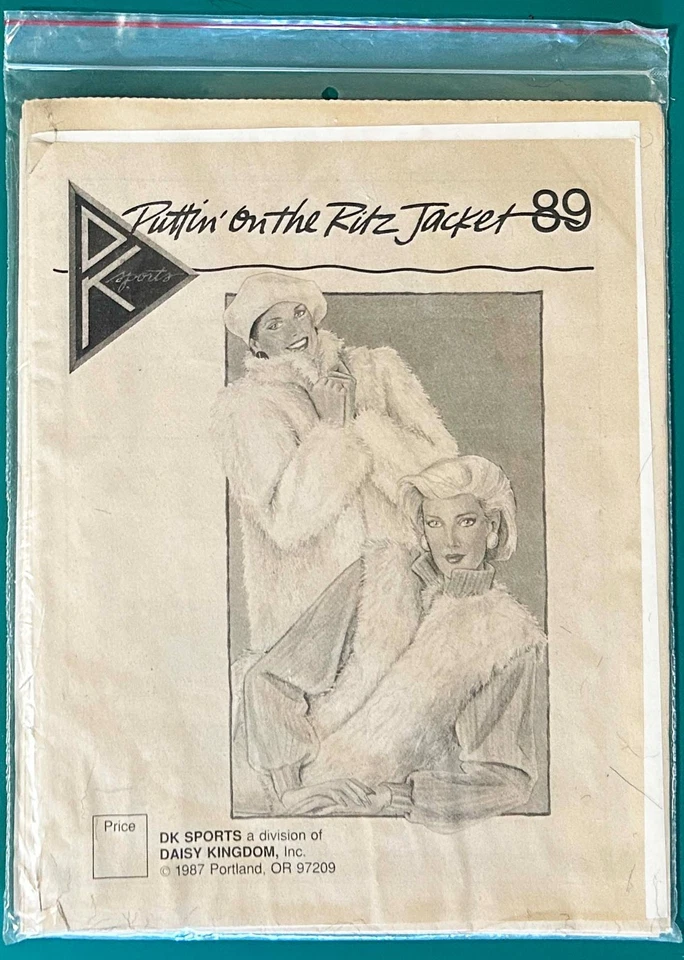 Puttin' on the Ritz Jacket 89
DK
sports
Price
DK SPORTS a division of
DAISY KINGDOM, Inc.
© 1987 Portland, OR 97209